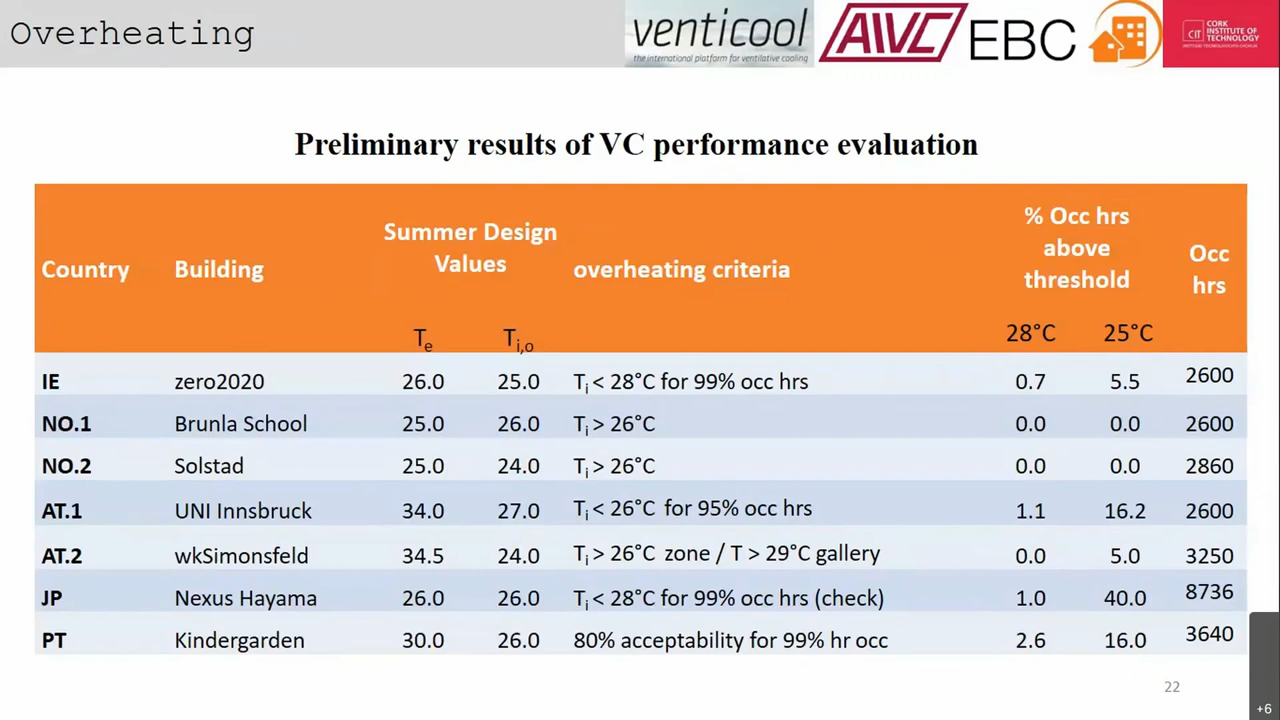 Overheating
venticool
the international platform for ventilative cooling
AIVC
EBC
CIT
CORK
INSTITUTE OF
TECHNOLOGY
Preliminary results of VC performance evaluation
Country Building Summer Design Values overheating criteria % Occ hrs above threshold Occ hrs
Te Ti,o 28°C 25°C
IE zero2020 26.0 25.0 Ti < 28°C for 99% occ hrs 0.7 5.5 2600
NO.1 Brunla School 25.0 26.0 Ti > 26°C 0.0 0.0 2600
NO.2 Solstad 25.0 24.0 Ti > 26°C 0.0 0.0 2860
AT.1 UNI Innsbruck 34.0 27.0 Ti < 26°C for 95% occ hrs 1.1 16.2 2600
AT.2 wkSimonsfeld 34.5 24.0 Ti > 26°C zone / T > 29°C gallery 0.0 5.0 3250
JP Nexus Hayama 26.0 26.0 Ti < 28°C for 99% occ hrs (check) 1.0 40.0 8736
PT Kindergarden 30.0 26.0 80% acceptability for 99% hr occ 2.6 16.0 3640
22
+6